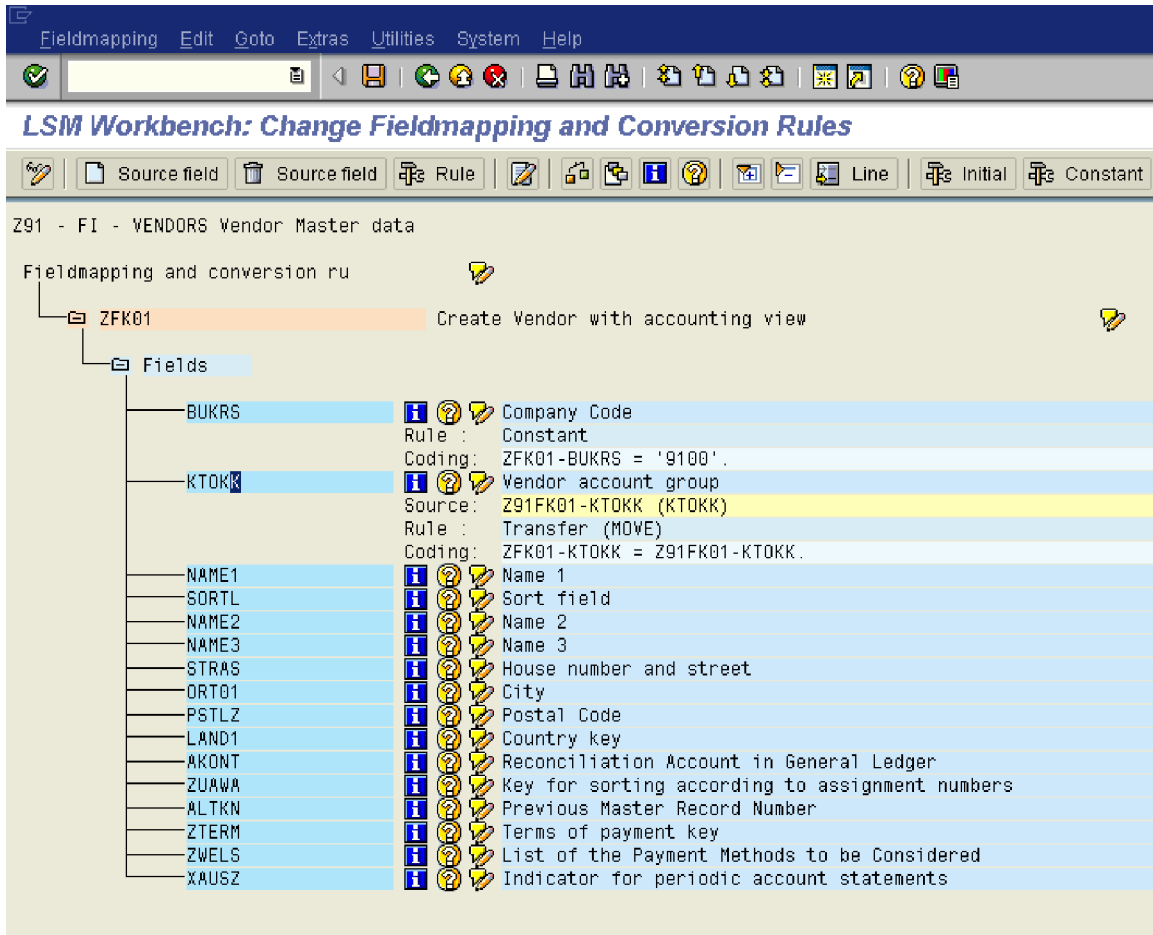 Fieldmapping Edit Goto Extras Utilities System Help
LSM Workbench: Change Fieldmapping and Conversion Rules
Source field Source field Rule Line Initial Constant
Z91 - FI - VENDORS Vendor Master data
Fieldmapping and conversion ru
ZFK01 Create Vendor with accounting view
Fields
BUKRS Company Code
Rule : Constant
Coding: ZFK01-BUKRS = '9100'.
KTOKK Vendor account group
Source: Z91FK01-KTOKK (KTOKK)
Rule : Transfer (MOVE)
Coding: ZFK01-KTOKK = Z91FK01-KTOKK.
NAME1 Name 1
SORTL Sort field
NAME2 Name 2
NAME3 Name 3
STRAS House number and street
ORT01 City
PSTLZ Postal Code
LAND1 Country key
AKONT Reconciliation Account in General Ledger
ZUAWA Key for sorting according to assignment numbers
ALTKN Previous Master Record Number
ZTERM Terms of payment key
ZWELS List of the Payment Methods to be Considered
XAUSZ Indicator for periodic account statements